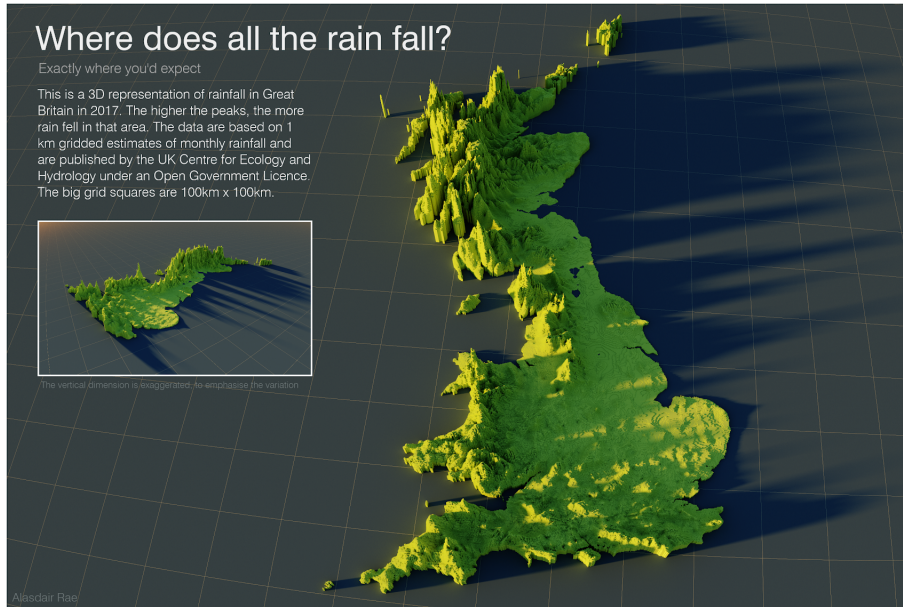 Where does all the rain fall?
Exactly where you'd expect
This is a 3D representation of rainfall in Great
Britain in 2017. The higher the peaks, the more
rain fell in that area. The data are based on 1
km gridded estimates of monthly rainfall and
are published by the UK Centre for Ecology and
Hydrology under an Open Government Licence.
The big grid squares are 100km x 100km.
The vertical dimension is exaggerated, to emphasise the variation
Alasdair Rae